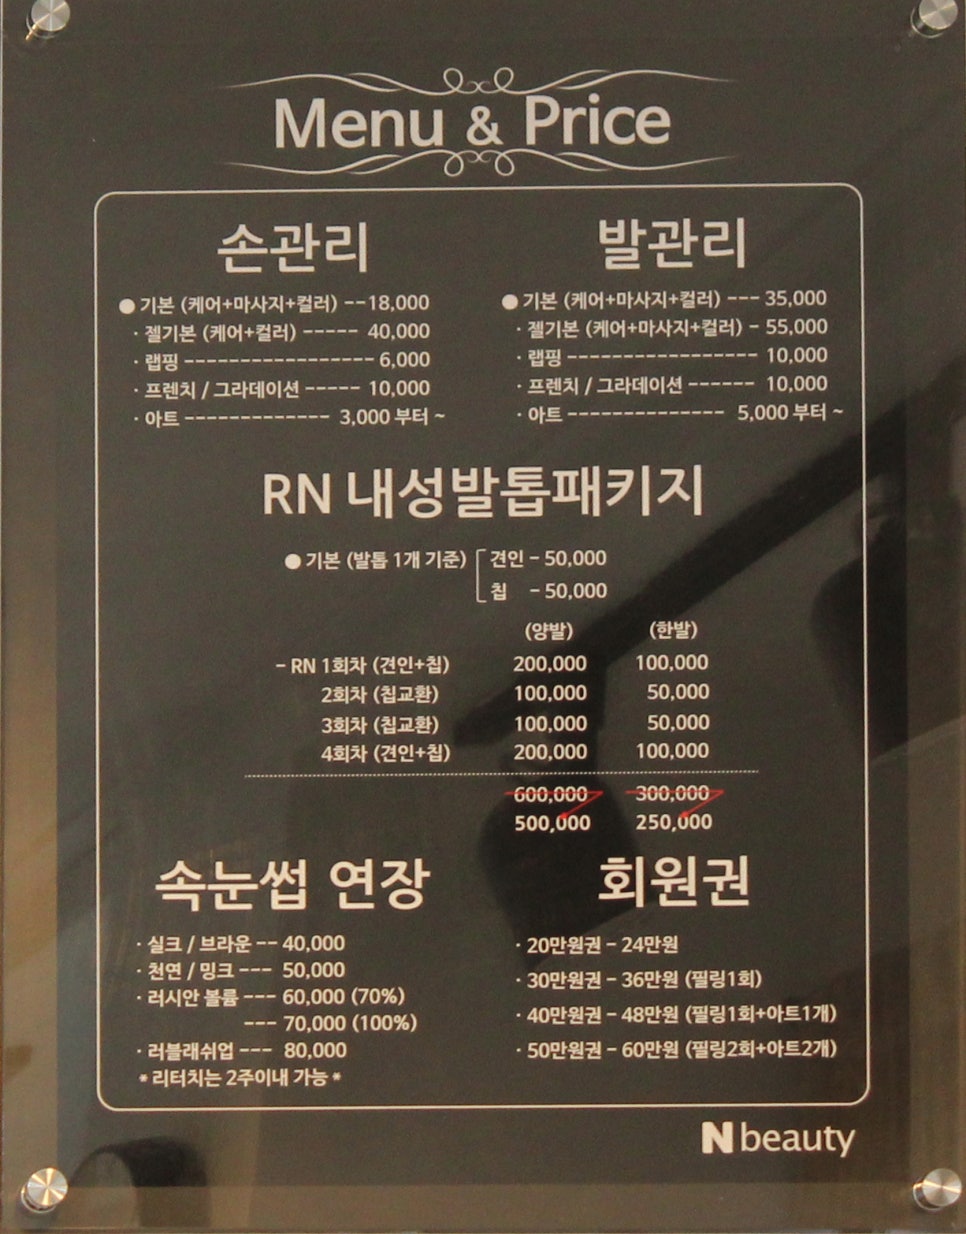 Menu & Price
손관리
● 기본 (케어+마사지+컬러) --18,000
· 젤기본 (케어+컬러) ----- 40,000
· 랩핑 ----------------- 6,000
· 프렌치 / 그라데이션 ----- 10,000
· 아트 ------------- 3,000 부터 ~
발관리
● 기본 (케어+마사지+컬러) --- 35,000
· 젤기본 (케어+마사지+컬러) - 55,000
· 랩핑 ----------------- 10,000
· 프렌치 / 그라데이션 ------ 10,000
· 아트 -------------- 5,000 부터 ~
RN 내성발톱패키지
● 기본 (발톱 1개 기준) 견인 - 50,000
칩 - 50,000
(양발) (한발)
- RN 1회차 (견인+칩) 200,000 100,000
2회차 (칩교환) 100,000 50,000
3회차 (칩교환) 100,000 50,000
4회차 (견인+칩) 200,000 100,000
600,000 300,000
500,000 250,000
속눈썹 연장
· 실크 / 브라운 -- 40,000
· 천연 / 밍크 --- 50,000
· 러시안 볼륨 --- 60,000 (70%)
--- 70,000 (100%)
· 러블래쉬업 --- 80,000
* 리터치는 2주이내 가능 *
회원권
· 20만원권 - 24만원
· 30만원권 - 36만원 (필링1회)
· 40만원권 - 48만원 (필링1회+아트1개)
· 50만원권 - 60만원 (필링2회+아트2개)
N beauty